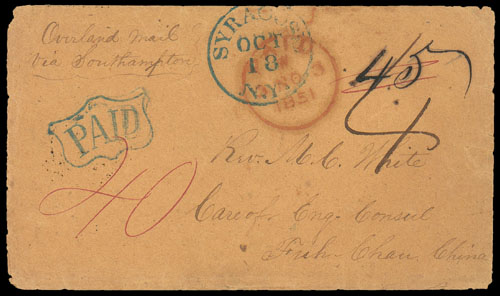 Overland Mail
via Southampton
SYRACUSE
OCT
18
N.Y.
1851
PAID
45
4
40
Rev. M. C. White
Care of Eng. Consul
Fuh-Chau, China